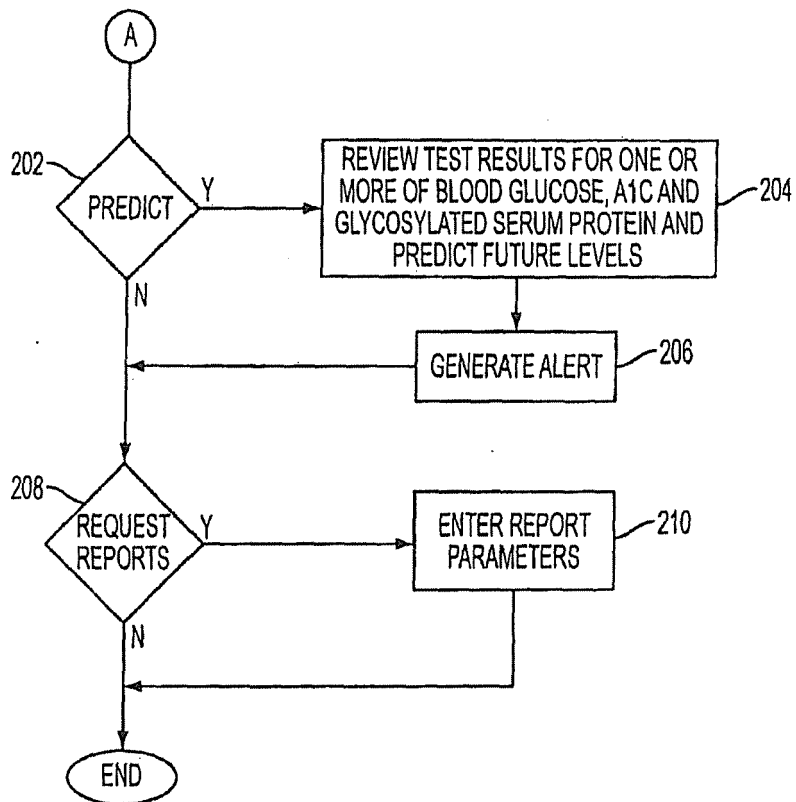 A
202
PREDICT
Y
N
REVIEW TEST RESULTS FOR ONE OR
MORE OF BLOOD GLUCOSE, A1C AND
GLYCOSYLATED SERUM PROTEIN AND
PREDICT FUTURE LEVELS
204
GENERATE ALERT
206
208
REQUEST
REPORTS
Y
N
ENTER REPORT
PARAMETERS
210
END